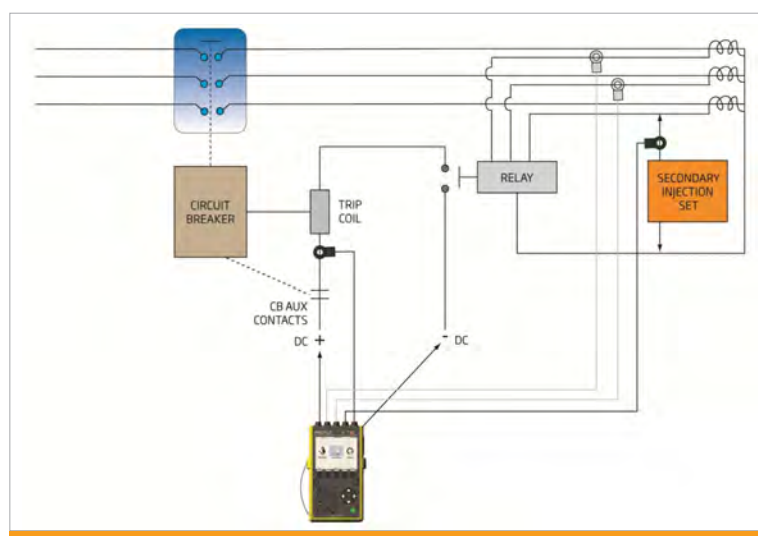 CIRCUIT
BREAKER
TRIP
COIL
RELAY
SECONDARY
INJECTION
SET
CB AUX
CONTACTS
DC +
- DC